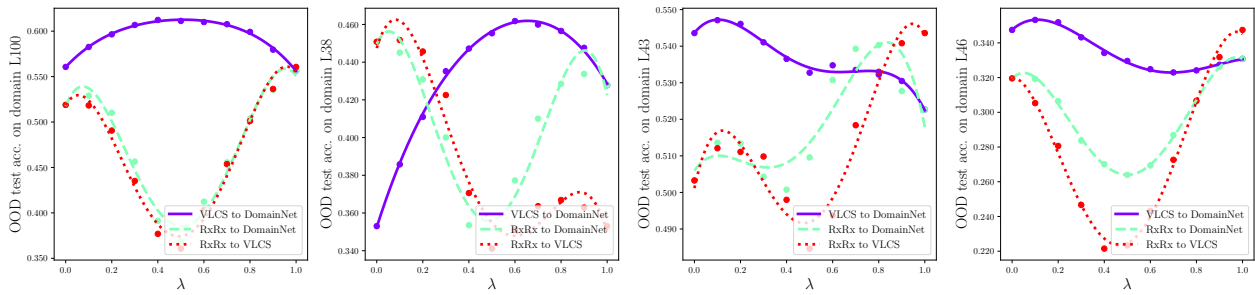 OOD test acc. on domain L100
0.600
0.550
0.500
0.450
0.400
0.350
VLCS to DomainNet
RxRx to DomainNet
RxRx to VLCS
0.0 0.2 0.4 0.6 0.8 1.0
λ
OOD test acc. on domain L38
0.460
0.440
0.420
0.400
0.380
0.360
0.340
VLCS to DomainNet
RxRx to DomainNet
RxRx to VLCS
0.0 0.2 0.4 0.6 0.8 1.0
λ
OOD test acc. on domain L43
0.550
0.540
0.530
0.520
0.510
0.500
0.490
VLCS to DomainNet
RxRx to DomainNet
RxRx to VLCS
0.0 0.2 0.4 0.6 0.8 1.0
λ
OOD test acc. on domain L46
0.340
0.320
0.300
0.280
0.260
0.240
0.220
VLCS to DomainNet
RxRx to DomainNet
RxRx to VLCS
0.0 0.2 0.4 0.6 0.8 1.0
λ